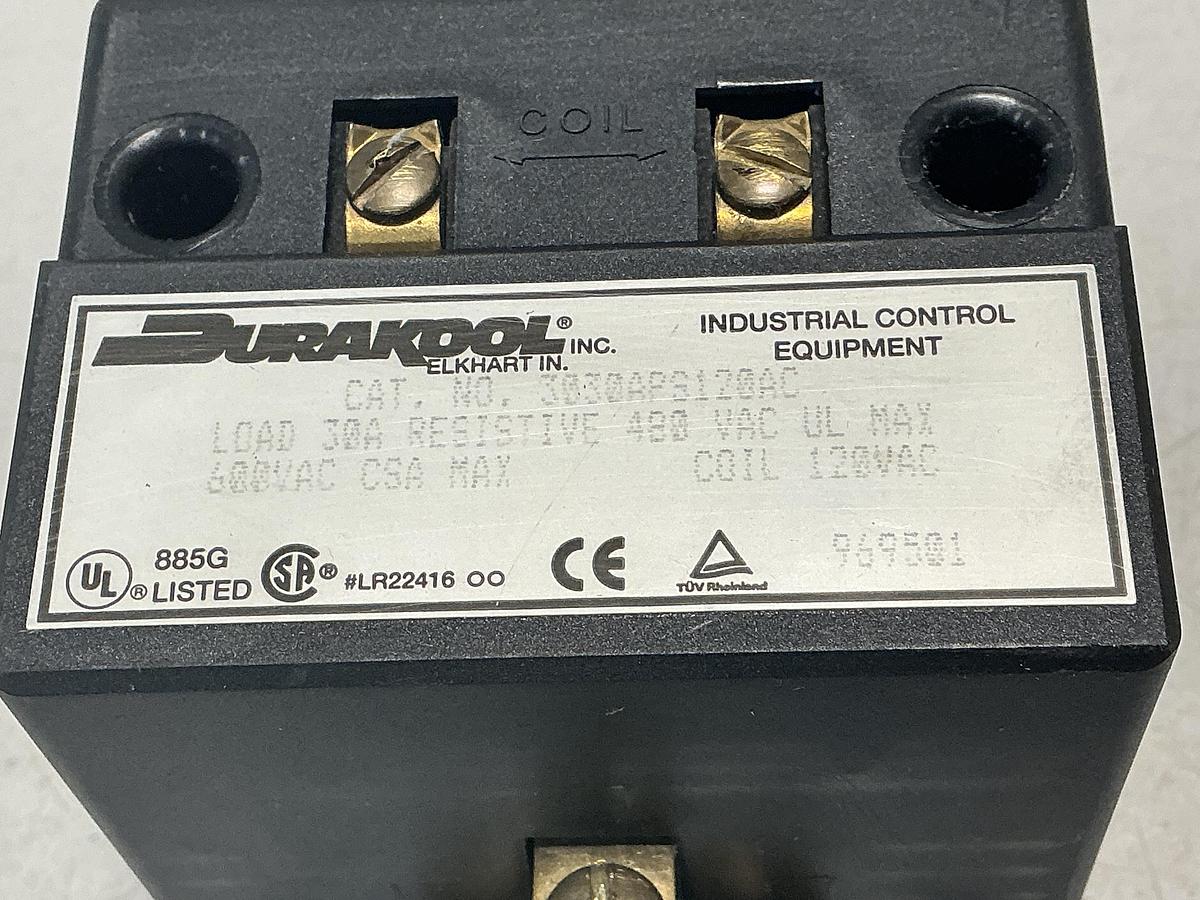 COIL
DURAKOOL® INC.
ELKHART IN.
INDUSTRIAL CONTROL
EQUIPMENT
CAT. NO. 3030APS120AC
LOAD 30A RESISTIVE 480 VAC UL MAX
600VAC CSA MAX COIL 120VAC
UL ® 885G LISTED
SA ® #LR22416 OO
CE
TÜV Rheinland
969501